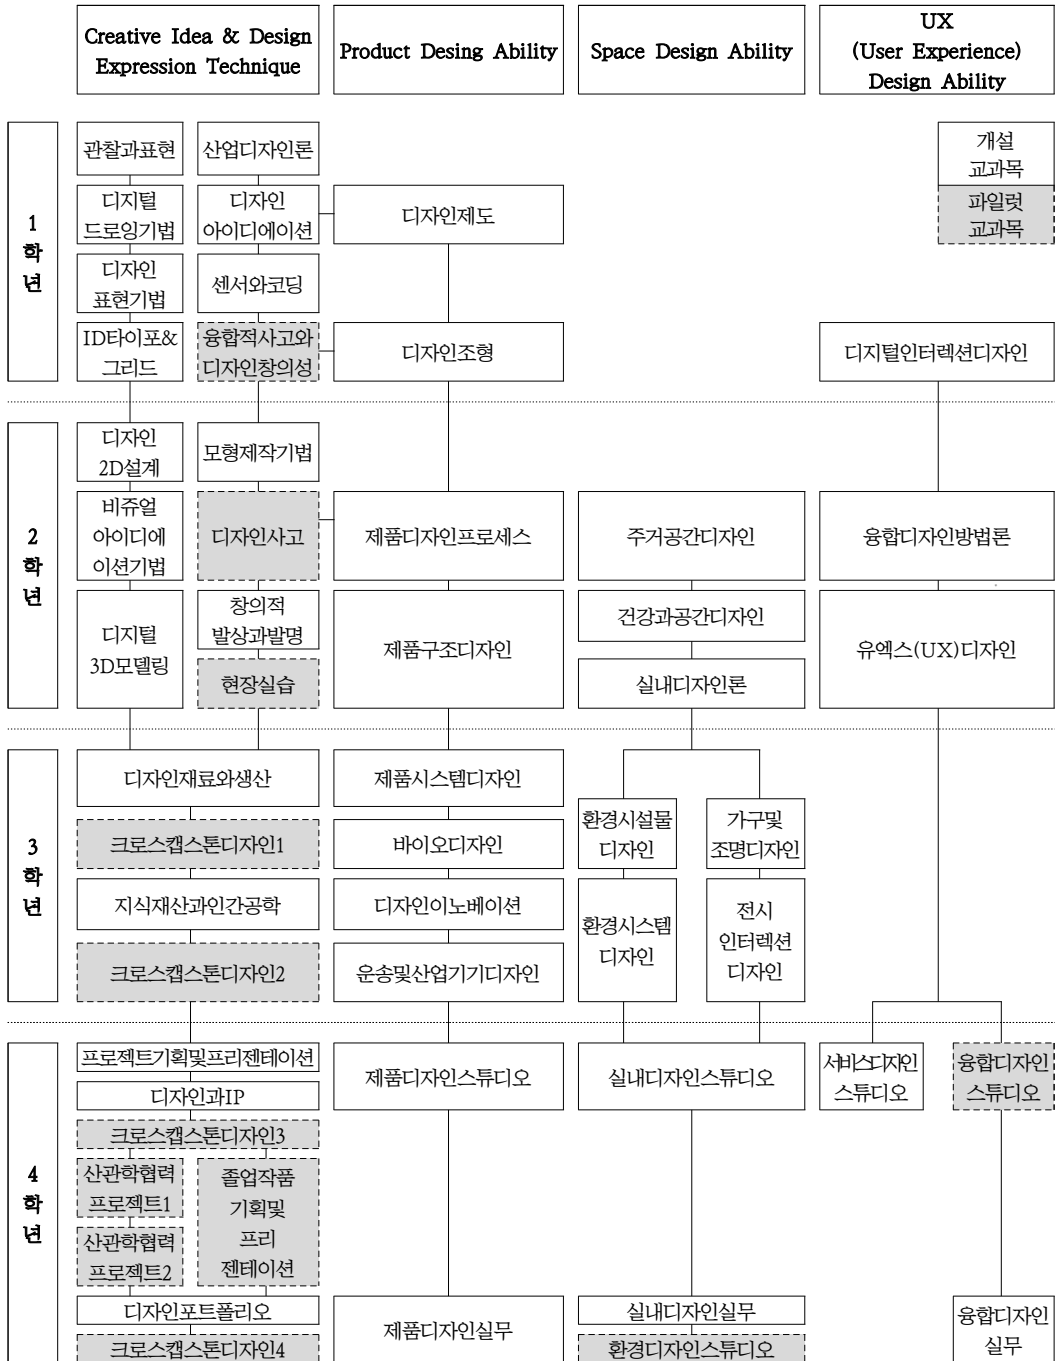 Creative Idea & Design
Expression Technique
Product Desing Ability
Space Design Ability
UX
(User Experience)
Design Ability
1
학
년
관찰과표현
산업디자인론
개설
교과목
디지털
드로잉기법
디자인
아이디에이션
디자인제도
파일럿
교과목
디자인
표현기법
센서와코딩
ID타이포&
그리드
융합적사고와
디자인창의성
디자인조형
디지털인터렉션디자인
2
학
년
디자인
2D설계
모형제작기법
비쥬얼
아이디에
이션기법
디자인사고
제품디자인프로세스
주거공간디자인
융합디자인방법론
디지털
3D모델링
창의적
발상과발명
현장실습
제품구조디자인
건강과공간디자인
실내디자인론
유엑스(UX)디자인
3
학
년
디자인재료와생산
제품시스템디자인
환경시설물
디자인
가구및
조명디자인
크로스캡스톤디자인1
바이오디자인
지식재산과인간공학
디자인이노베이션
환경시스템
디자인
전시
인터렉션
디자인
크로스캡스톤디자인2
운송및산업기기디자인
4
학
년
프로젝트기획및프리젠테이션
제품디자인스튜디오
실내디자인스튜디오
서비스디자인
스튜디오
융합디자인
스튜디오
디자인과IP
크로스캡스톤디자인3
산관학협력
프로젝트1
졸업작품
기획및
프리
젠테이션
산관학협력
프로젝트2
디자인포트폴리오
제품디자인실무
실내디자인실무
융합디자인
실무
크로스캡스톤디자인4
환경디자인스튜디오